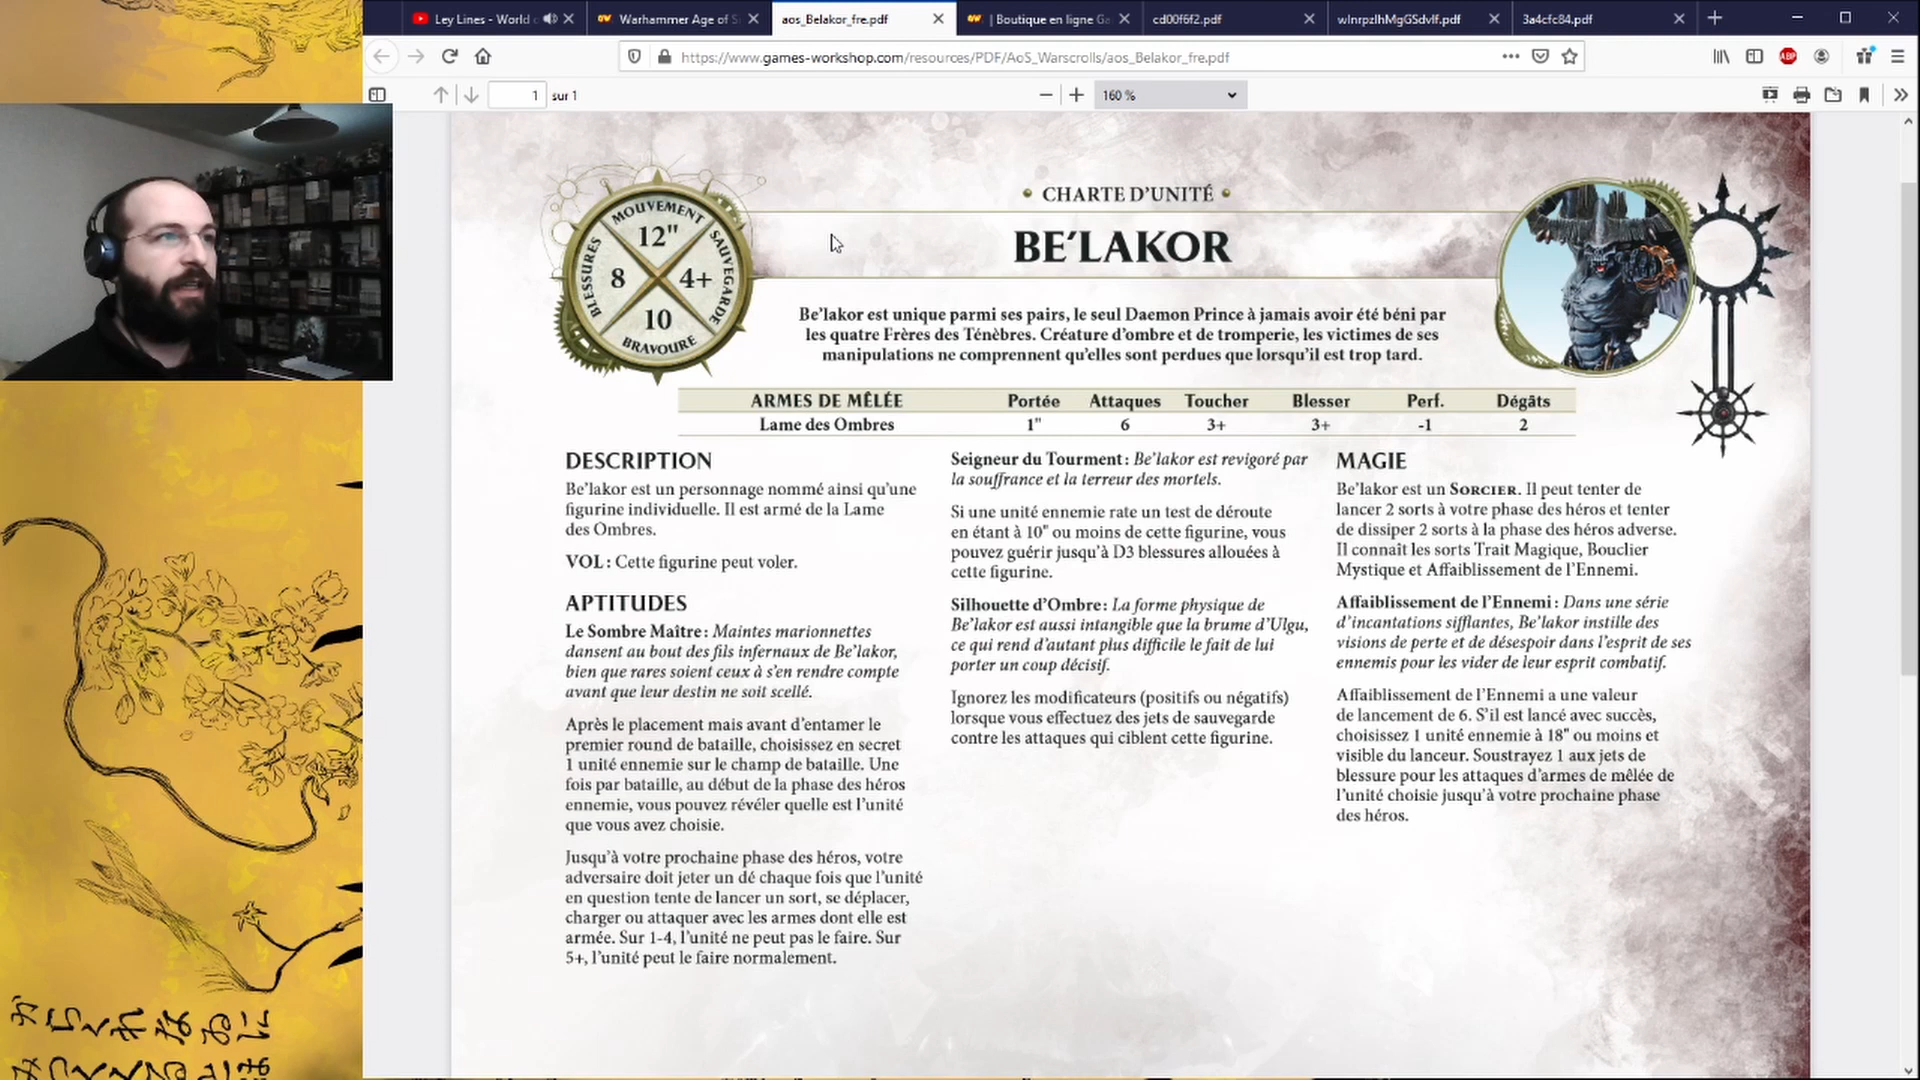 Ley Lines - World
Warhammer Age of S
aos_Belakor_fre.pdf
| Boutique en ligne Ga
cd00f6f2.pdf
wInrpzIhMgGSdvIf.pdf
3a4cfc84.pdf
https://www.games-workshop.com/resources/PDF/AoS_Warscrolls/aos_Belakor_fre.pdf
ABP
1 sur 1
160 %
• CHARTE D'UNITÉ •
BE'LAKOR
MOUVEMENT
12"
BLESSURES
8
4+
SAUVEGARDE
10
BRAVOURE
Be'lakor est unique parmi ses pairs, le seul Daemon Prince à jamais avoir été béni par
les quatre Frères des Ténèbres. Créature d'ombre et de tromperie, les victimes de ses
manipulations ne comprennent qu'elles sont perdues que lorsqu'il est trop tard.
ARMES DE MÊLÉE Portée Attaques Toucher Blesser Perf. Dégâts
Lame des Ombres 1" 6 3+ 3+ -1 2
DESCRIPTION
Be'lakor est un personnage nommé ainsi qu'une
figurine individuelle. Il est armé de la Lame
des Ombres.
VOL : Cette figurine peut voler.
APTITUDES
Le Sombre Maître : Maintes marionnettes
dansent au bout des fils infernaux de Be'lakor,
bien que rares soient ceux à s'en rendre compte
avant que leur destin ne soit scellé.
Après le placement mais avant d'entamer le
premier round de bataille, choisissez en secret
1 unité ennemie sur le champ de bataille. Une
fois par bataille, au début de la phase des héros
ennemie, vous pouvez révéler quelle est l'unité
que vous avez choisie.
Jusqu'à votre prochaine phase des héros, votre
adversaire doit jeter un dé chaque fois que l'unité
en question tente de lancer un sort, se déplacer,
charger ou attaquer avec les armes dont elle est
armée. Sur 1-4, l'unité ne peut pas le faire. Sur
5+, l'unité peut le faire normalement.
Seigneur du Tourment : Be'lakor est revigoré par
la souffrance et la terreur des mortels.
Si une unité ennemie rate un test de déroute
en étant à 10" ou moins de cette figurine, vous
pouvez guérir jusqu'à D3 blessures allouées à
cette figurine.
Silhouette d'Ombre : La forme physique de
Be'lakor est aussi intangible que la brume d'Ulgu,
ce qui rend d'autant plus difficile le fait de lui
porter un coup décisif.
Ignorez les modificateurs (positifs ou négatifs)
lorsque vous effectuez des jets de sauvegarde
contre les attaques qui ciblent cette figurine.
MAGIE
Be'lakor est un SORCIER. Il peut tenter de
lancer 2 sorts à votre phase des héros et tenter
de dissiper 2 sorts à la phase des héros adverse.
Il connaît les sorts Trait Magique, Bouclier
Mystique et Affaiblissement de l'Ennemi.
Affaiblissement de l'Ennemi : Dans une série
d'incantations sifflantes, Be'lakor instille des
visions de perte et de désespoir dans l'esprit de ses
ennemis pour les vider de leur esprit combatif.
Affaiblissement de l'Ennemi a une valeur
de lancement de 6. S'il est lancé avec succès,
choisissez 1 unité ennemie à 18" ou moins et
visible du lanceur. Soustrayez 1 aux jets de
blessure pour les attaques d'armes de mêlée de
l'unité choisie jusqu'à votre prochaine phase
des héros.